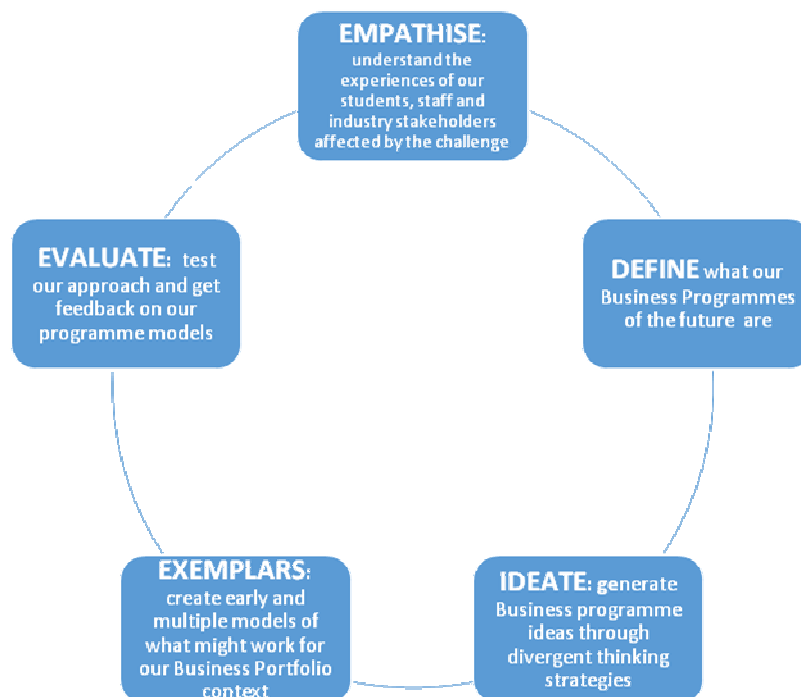 EMPATHISE:
understand the
experiences of our
students, staff and
industry stakeholders
affected by the challenge
DEFINE what our
Business Programmes
of the future are
IDEATE: generate
Business programme
ideas through
divergent thinking
strategies
EXEMPLARS:
create early and
multiple models of
what might work for
our Business Portfolio
context
EVALUATE: test
our approach and get
feedback on our
programme models